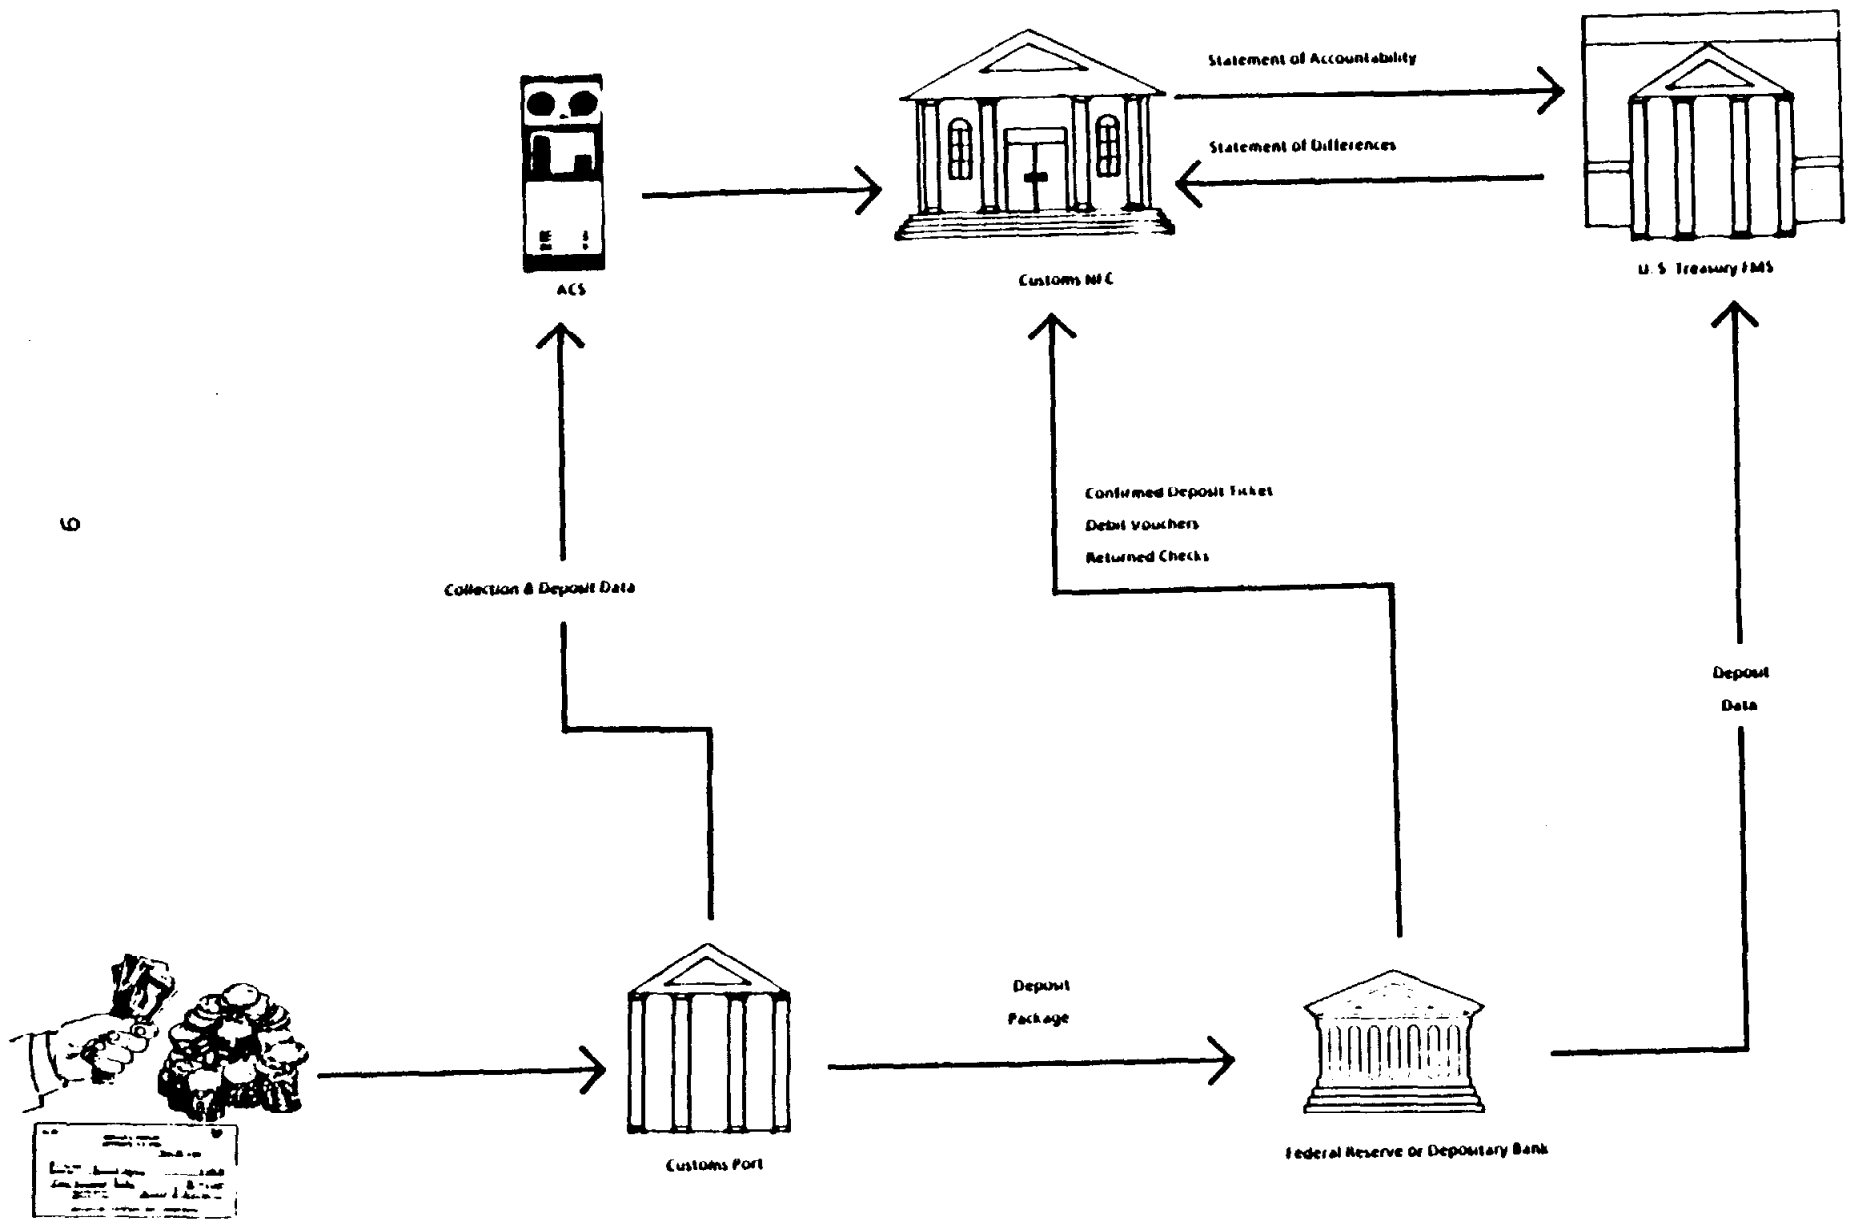 Statement of Accountability
Statement of Differences
ACS
Customs NFC
U. S. Treasury FMS
Confirmed Deposit Ticket
Debit Vouchers
Returned Checks
6
Collection & Deposit Data
Deposit
Data
Deposit
Package
Customs Port
Federal Reserve or Depositary Bank